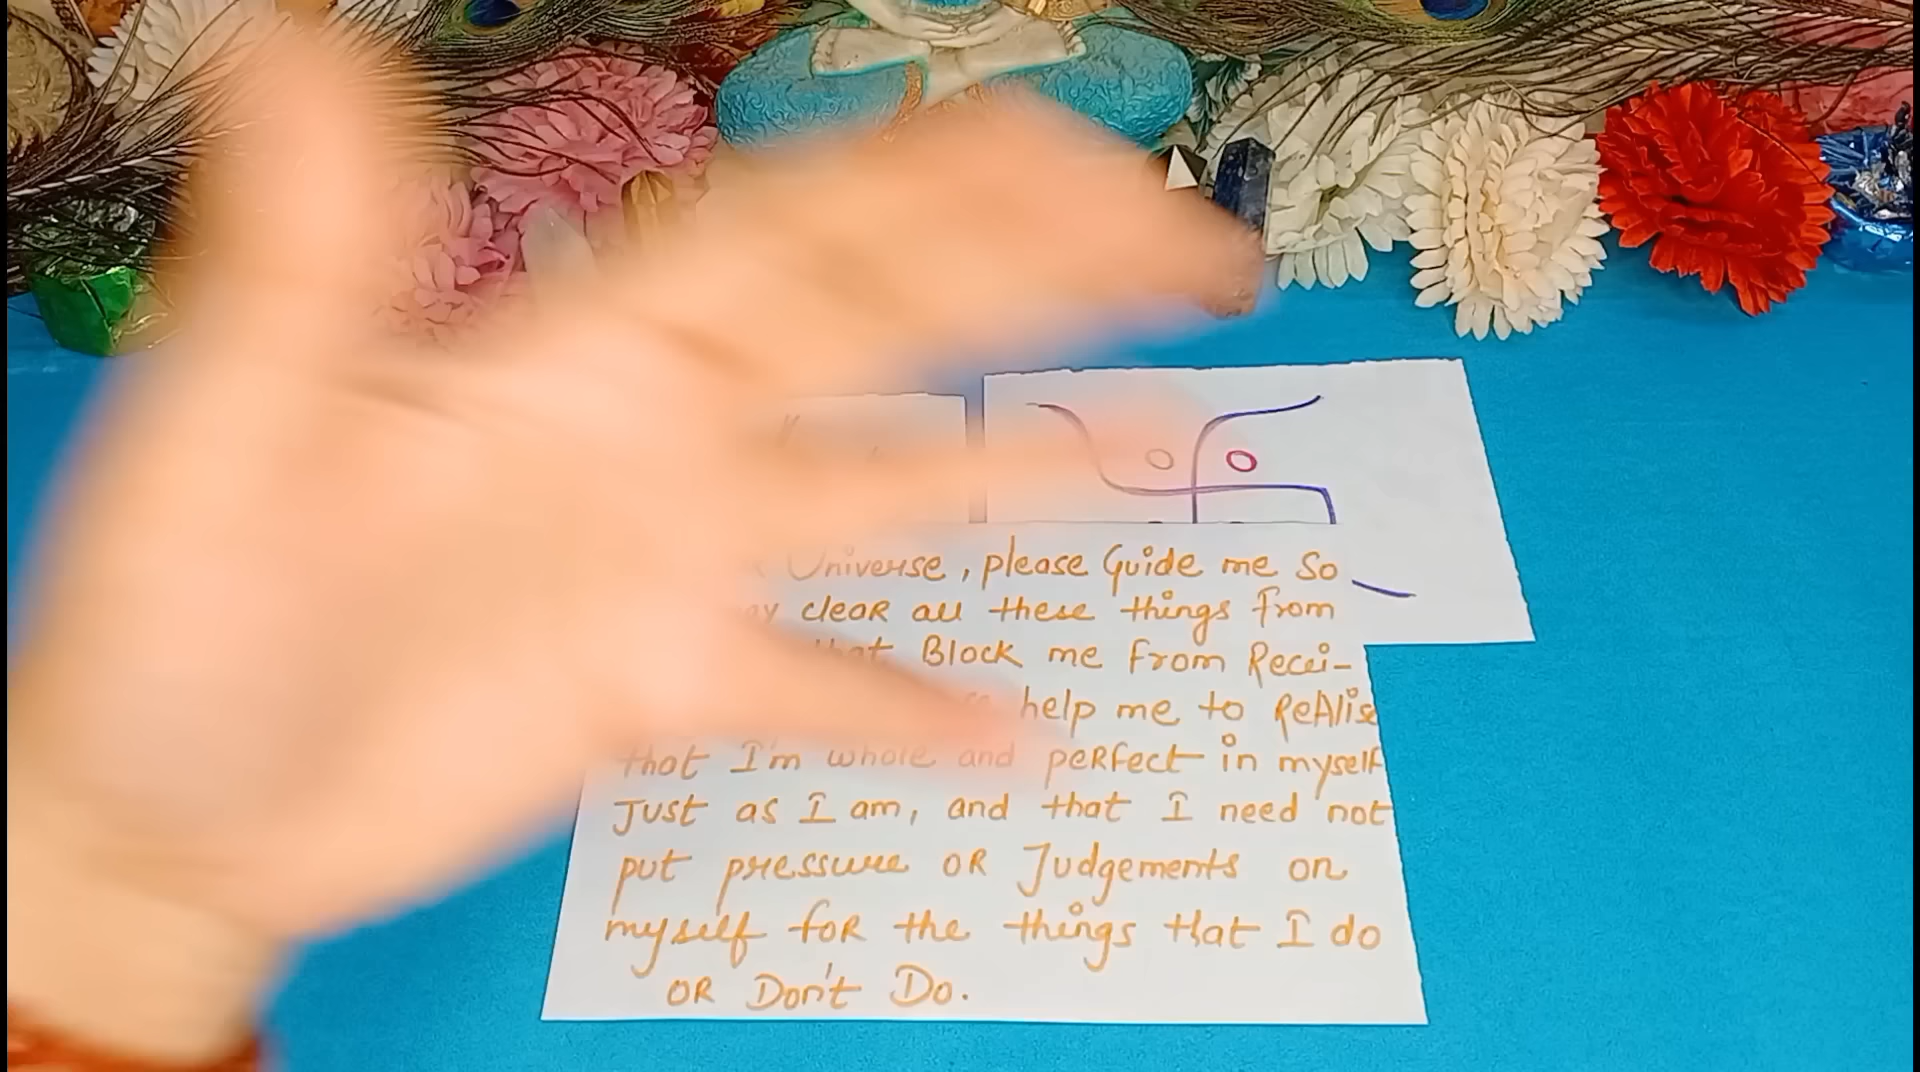 Universe, please Guide me So
clear all these things from
that Block me from Recei-
help me to ReAlise
that I'm whole and perfect in myself
Just as I am, and that I need not
put pressure OR Judgements on
myself for the things that I do
OR Don't Do.